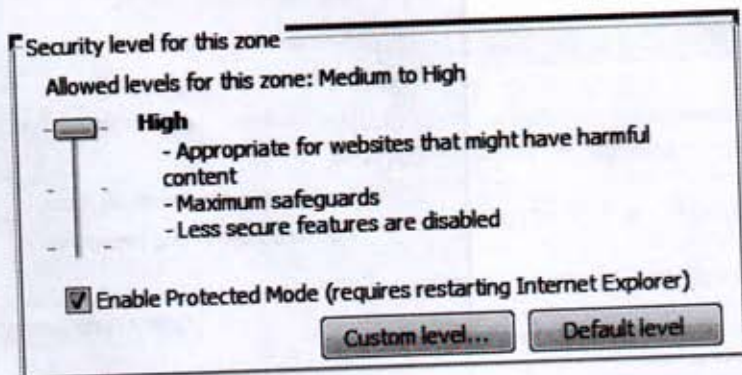 Security level for this zone
Allowed levels for this zone: Medium to High
High
- Appropriate for websites that might have harmful
content
- Maximum safeguards
- Less secure features are disabled
Enable Protected Mode (requires restarting Internet Explorer)
Custom level... Default level